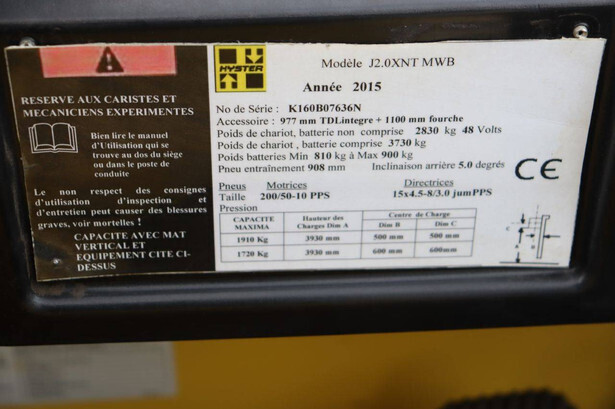 HYSTER
Modèle J2.0XNT MWB
Année 2015
RESERVE AUX CARISTES ET
MECANICIENS EXPERIMENTES
Bien lire le manuel
d'Utilisation qui se
trouve au dos du siége
ou dans le poste de
conduite
Le non respect des consignes
d'utilisation d'inspection et
d'entretien peut causer des blessures
graves, voir mortelles !
CAPACITE AVEC MAT
VERTICAL ET
EQUIPEMENT CITE CI-
DESSUS
No de Série : K160B07636N
Accessoire : 977 mm TDLintegre + 1100 mm fourche
Poids de chariot, batterie non comprise 2830 kg 48 Volts
Poids de chariot, batterie comprise 3730 kg
Poids batteries Min 810 kg à Max 900 kg
Pneu entraînement 908 mm Inclinaison arrière 5.0 degrés
CE
Pneus Motrices Directrices
Taille 200/50-10 PPS 15x4.5-8/3.0 jumPPS
Pression
CAPACITE MAXIMA Hauteur des Charges Dim A Centre de Charge Dim B Dim C
1910 Kg 3930 mm 500 mm 500 mm
1720 Kg 3930 mm 600 mm 600mm